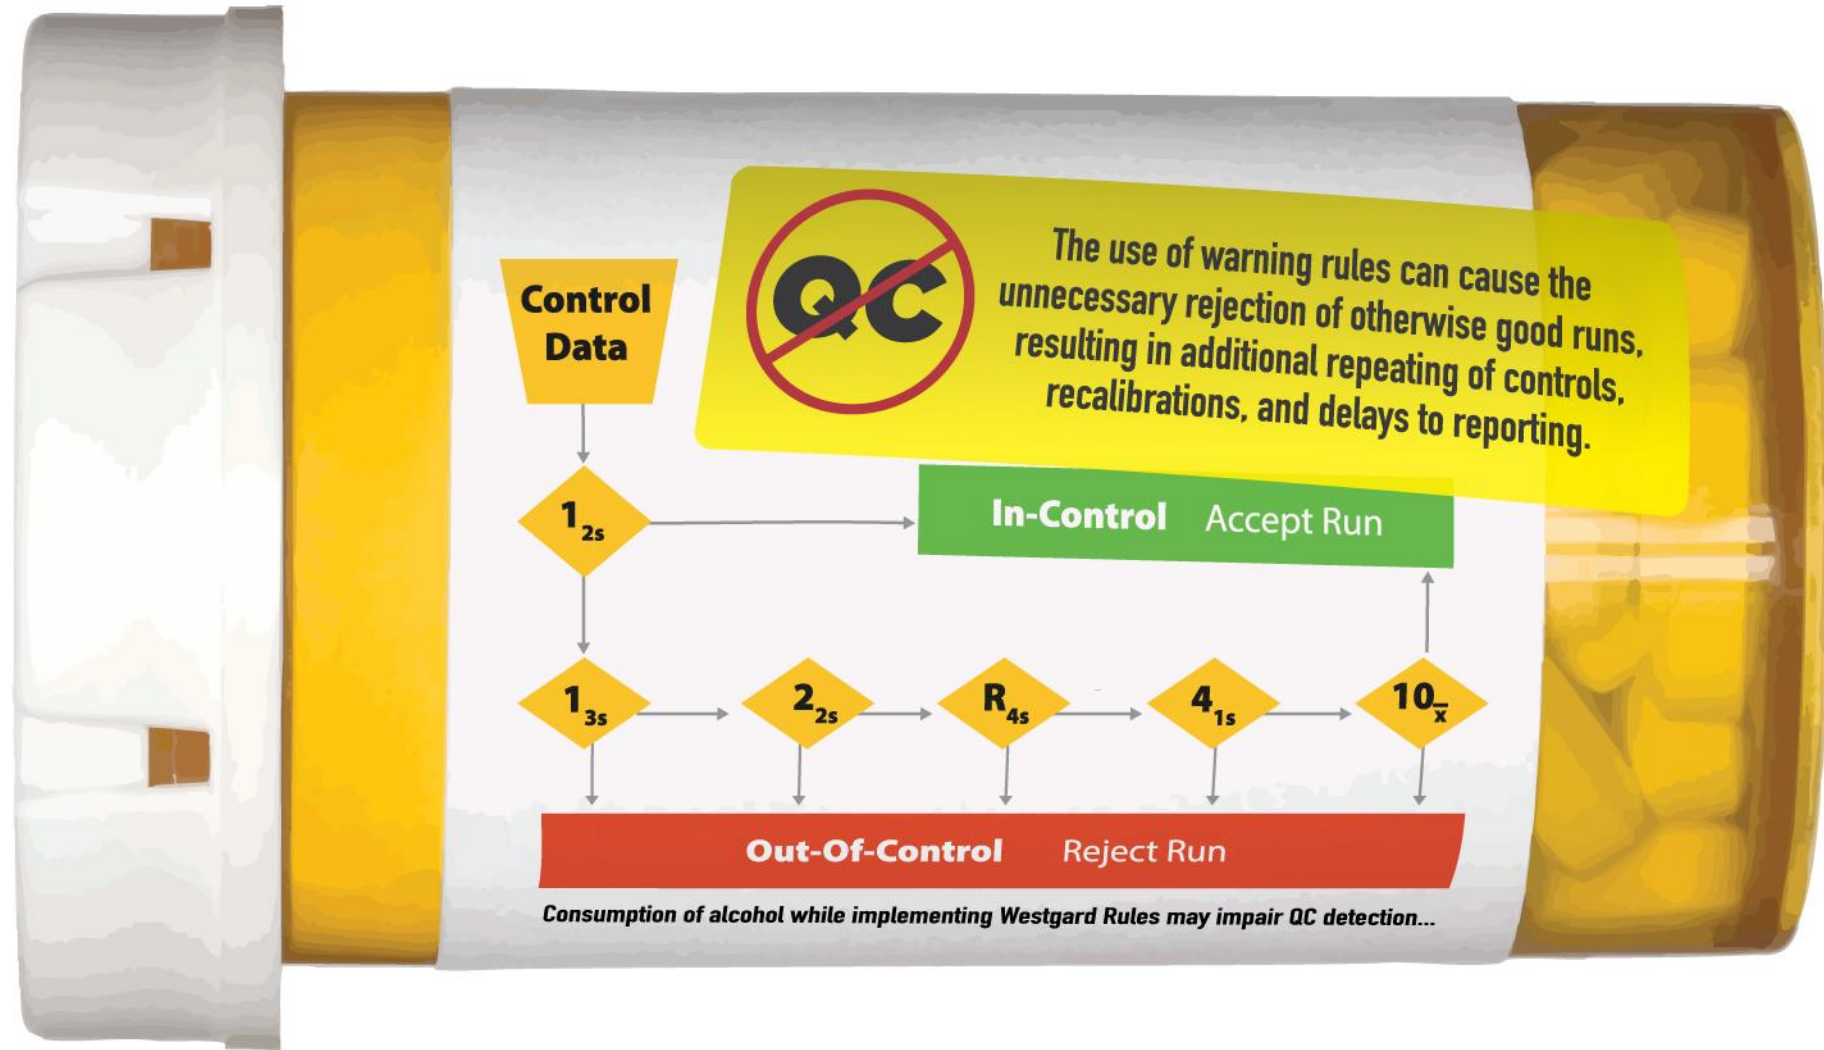 QC
The use of warning rules can cause the
unnecessary rejection of otherwise good runs,
resulting in additional repeating of controls,
recalibrations, and delays to reporting.
Control
Data
1 2s
In-Control Accept Run
1 3s
2 2s
R 4s
4 1s
10 x̅
Out-Of-Control Reject Run
Consumption of alcohol while implementing Westgard Rules may impair QC detection...